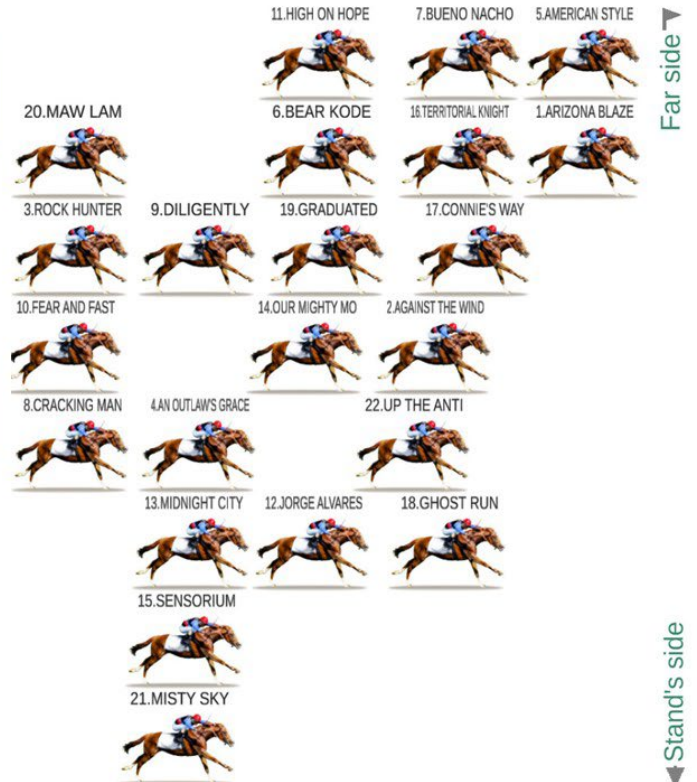 11.HIGH ON HOPE 7.BUENO NACHO 5.AMERICAN STYLE
20.MAW LAM 6.BEAR KODE 16.TERRITORIAL KNIGHT 1.ARIZONA BLAZE
3.ROCK HUNTER 9.DILIGENTLY 19.GRADUATED 17.CONNIE'S WAY
10.FEAR AND FAST 14.OUR MIGHTY MO 2.AGAINST THE WIND
8.CRACKING MAN 4.AN OUTLAW'S GRACE 22.UP THE ANTI
13.MIDNIGHT CITY 12.JORGE ALVARES 18.GHOST RUN
15.SENSORIUM
21.MISTY SKY
Far side
Stand's side